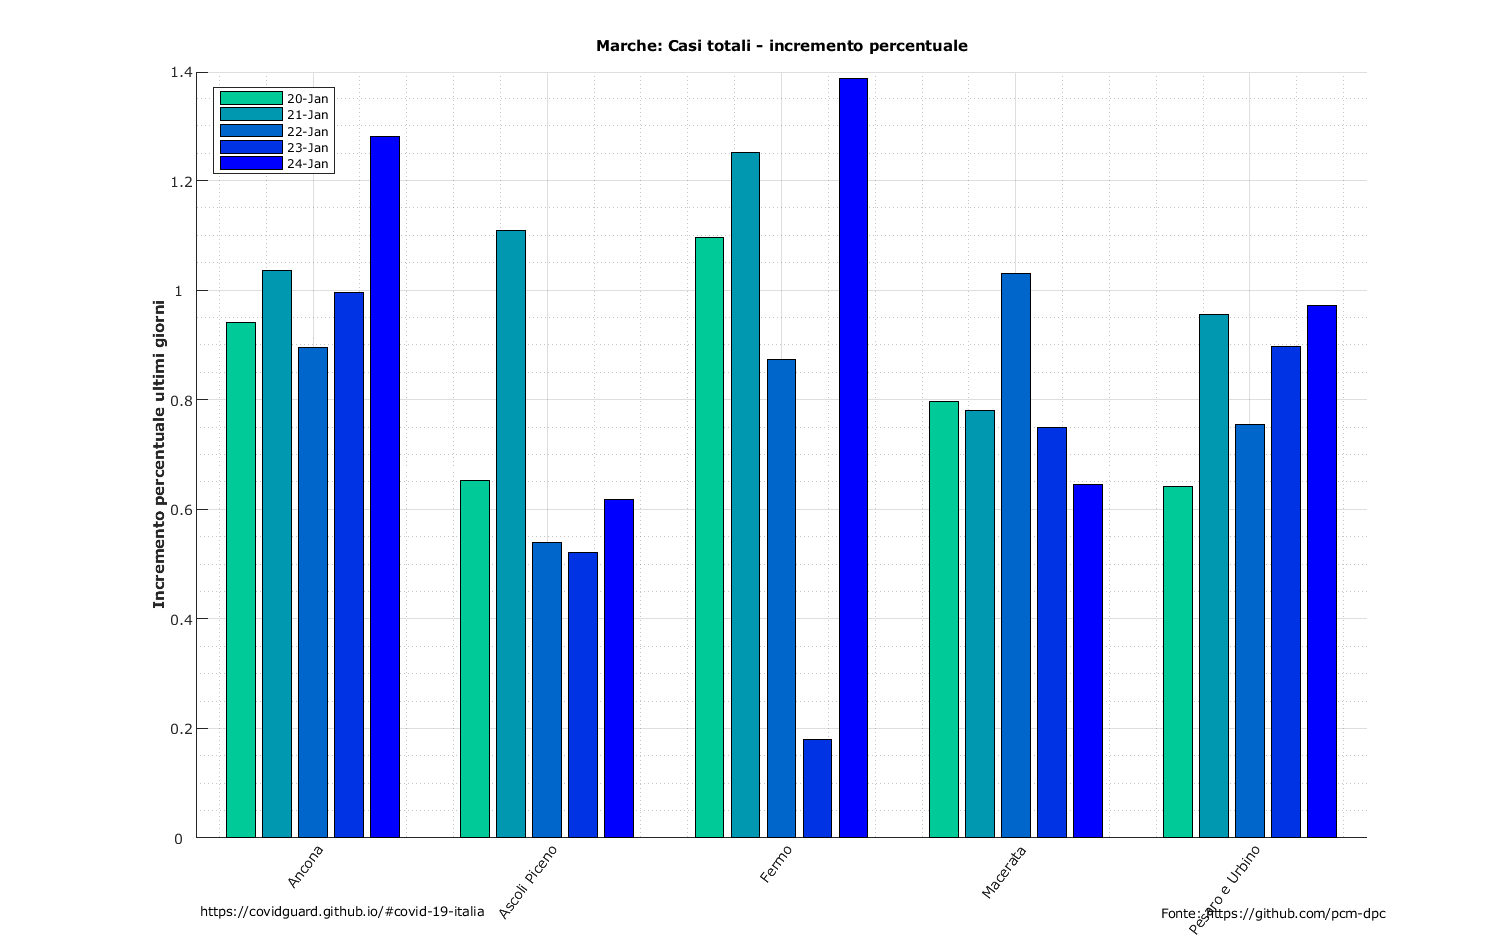 Marche: Casi totali - incremento percentuale
1.4
1.2
1
0.8
0.6
0.4
0.2
0
Incremento percentuale ultimi giorni
20-Jan
21-Jan
22-Jan
23-Jan
24-Jan
Ancona
Ascoli Piceno
Fermo
Macerata
Pesaro e Urbino
https://covidguard.github.io/#covid-19-italia
Fonte: https://github.com/pcm-dpc